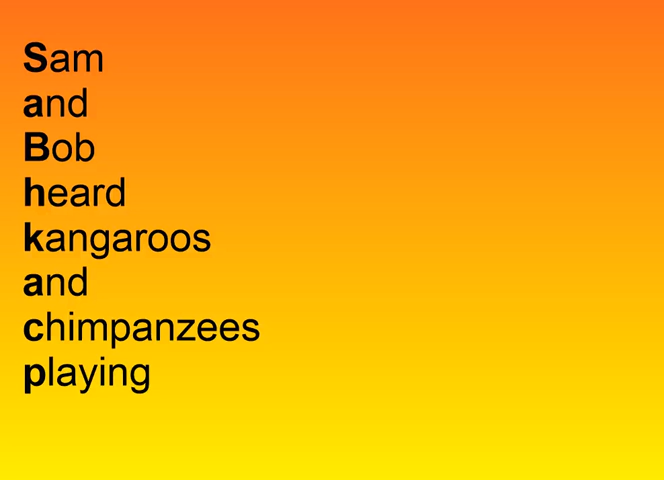 Sam
and
Bob
heard
kangaroos
and
chimpanzees
playing